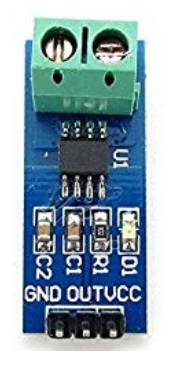 U1
C2 C1 R1 D1
GND OUTVCC